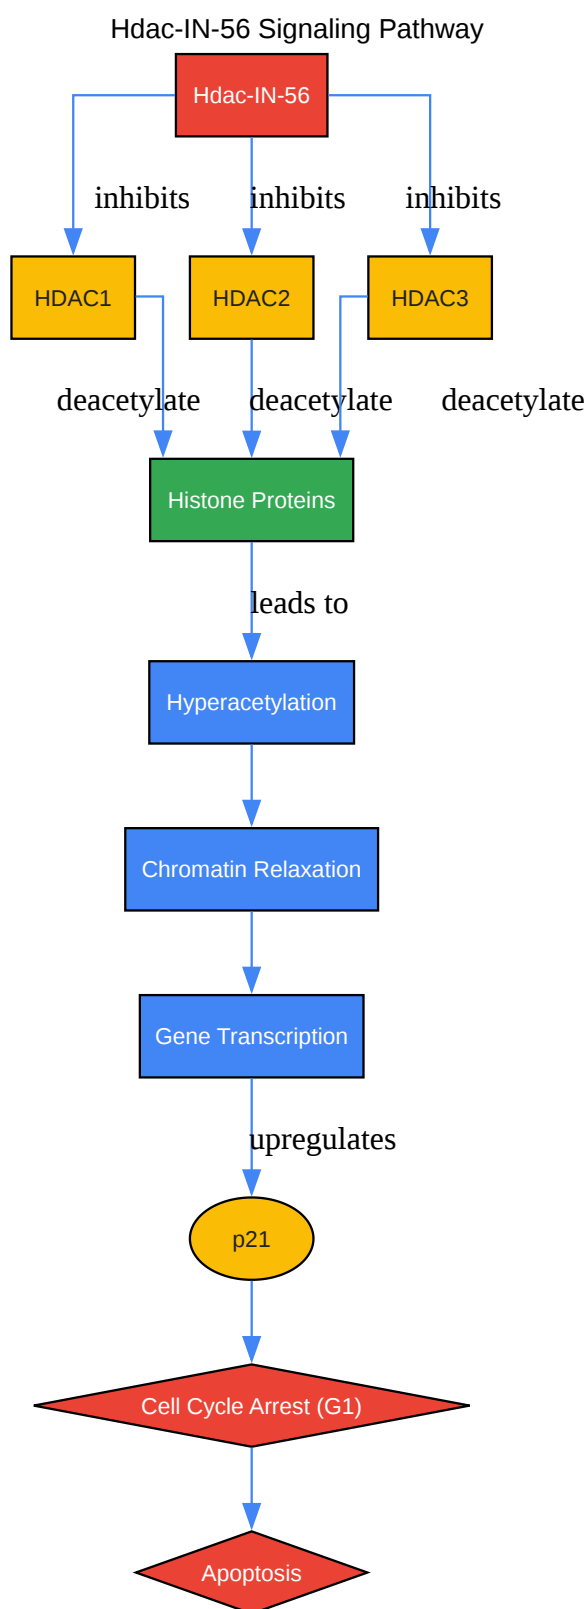 Hdac-IN-56 Signaling Pathway
Hdac-IN-56
inhibits inhibits inhibits
HDAC1 HDAC2 HDAC3
deacetylate deacetylate deacetylate
Histone Proteins
leads to
Hyperacetylation
Chromatin Relaxation
Gene Transcription
upregulates
p21
Cell Cycle Arrest (G1)
Apoptosis